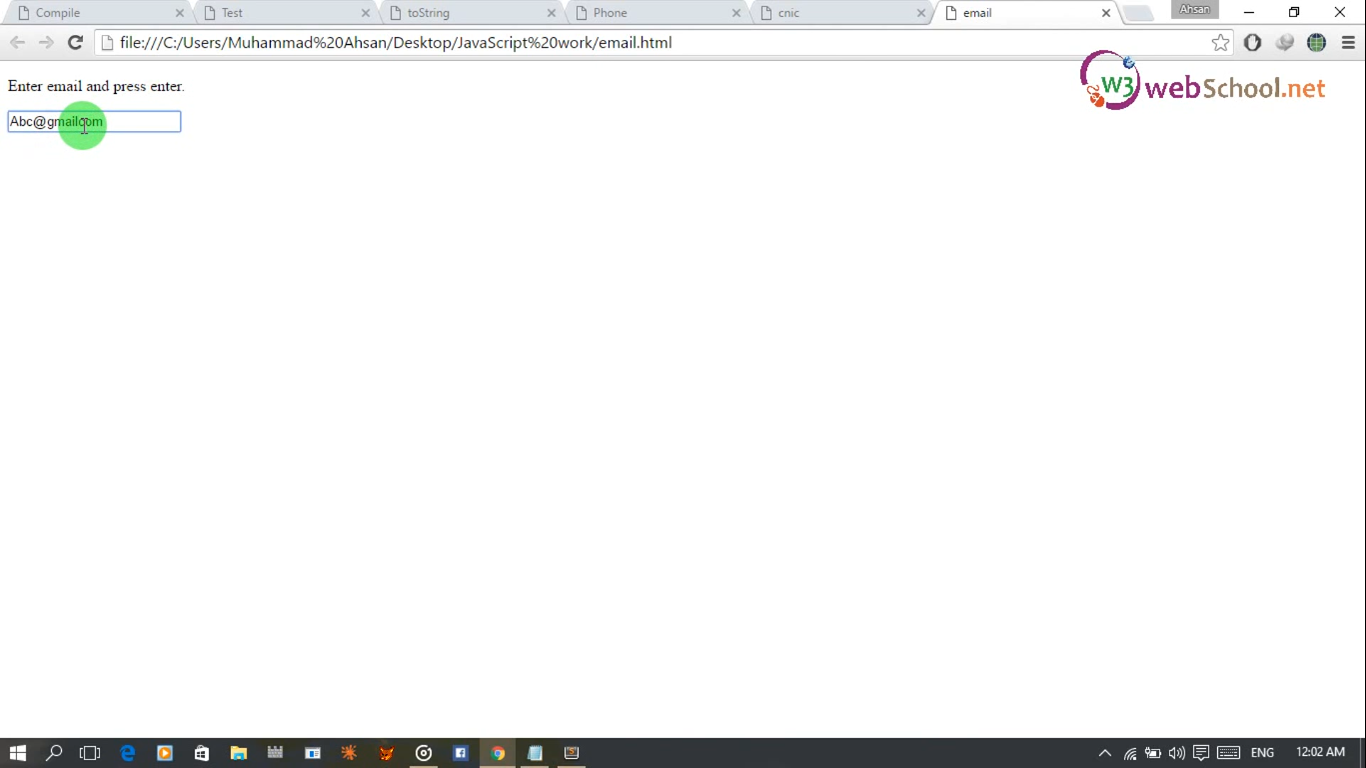 Compile
Test
toString
Phone
cnic
email
Ahsan
file:///C:/Users/Muhammad%20Ahsan/Desktop/JavaScript%20work/email.html
W3 webSchool.net
Enter email and press enter.
Abc@gmailcom
ENG
12:02 AM